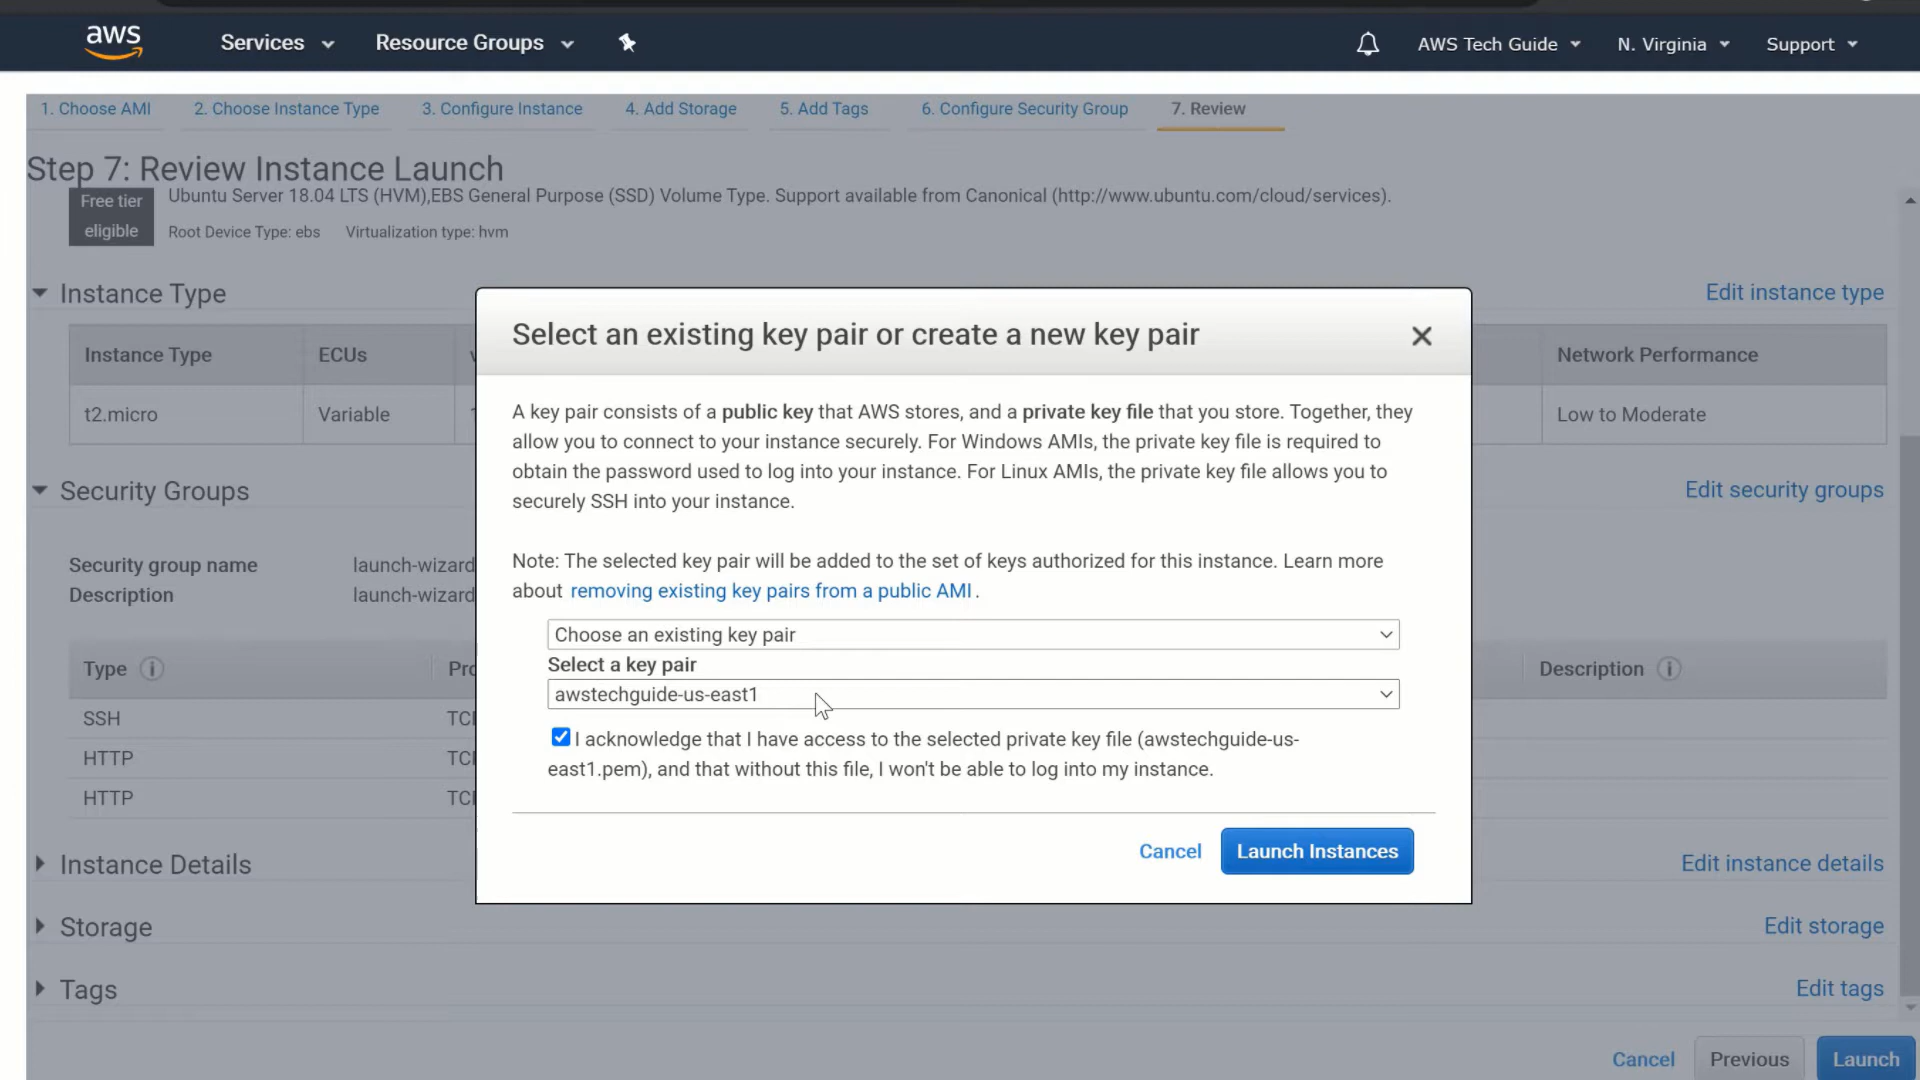 aws Services Resource Groups AWS Tech Guide N. Virginia Support
1. Choose AMI 2. Choose Instance Type 3. Configure Instance 4. Add Storage 5. Add Tags 6. Configure Security Group 7. Review
Step 7: Review Instance Launch
Free tier eligible
Ubuntu Server 18.04 LTS (HVM),EBS General Purpose (SSD) Volume Type. Support available from Canonical (http://www.ubuntu.com/cloud/services).
Root Device Type: ebs Virtualization type: hvm
Instance Type Edit instance type
Instance Type ECUs Network Performance
t2.micro Variable Low to Moderate
Security Groups Edit security groups
Security group name launch-wizard
Description launch-wizard
Type Description
SSH
HTTP
HTTP
Instance Details Edit instance details
Storage Edit storage
Tags Edit tags
Cancel Previous Launch
Select an existing key pair or create a new key pair
A key pair consists of a public key that AWS stores, and a private key file that you store. Together, they
allow you to connect to your instance securely. For Windows AMIs, the private key file is required to
obtain the password used to log into your instance. For Linux AMIs, the private key file allows you to
securely SSH into your instance.
Note: The selected key pair will be added to the set of keys authorized for this instance. Learn more
about removing existing key pairs from a public AMI .
Choose an existing key pair
Select a key pair
awstechguide-us-east1
I acknowledge that I have access to the selected private key file (awstechguide-us-
east1.pem), and that without this file, I won't be able to log into my instance.
Cancel Launch Instances